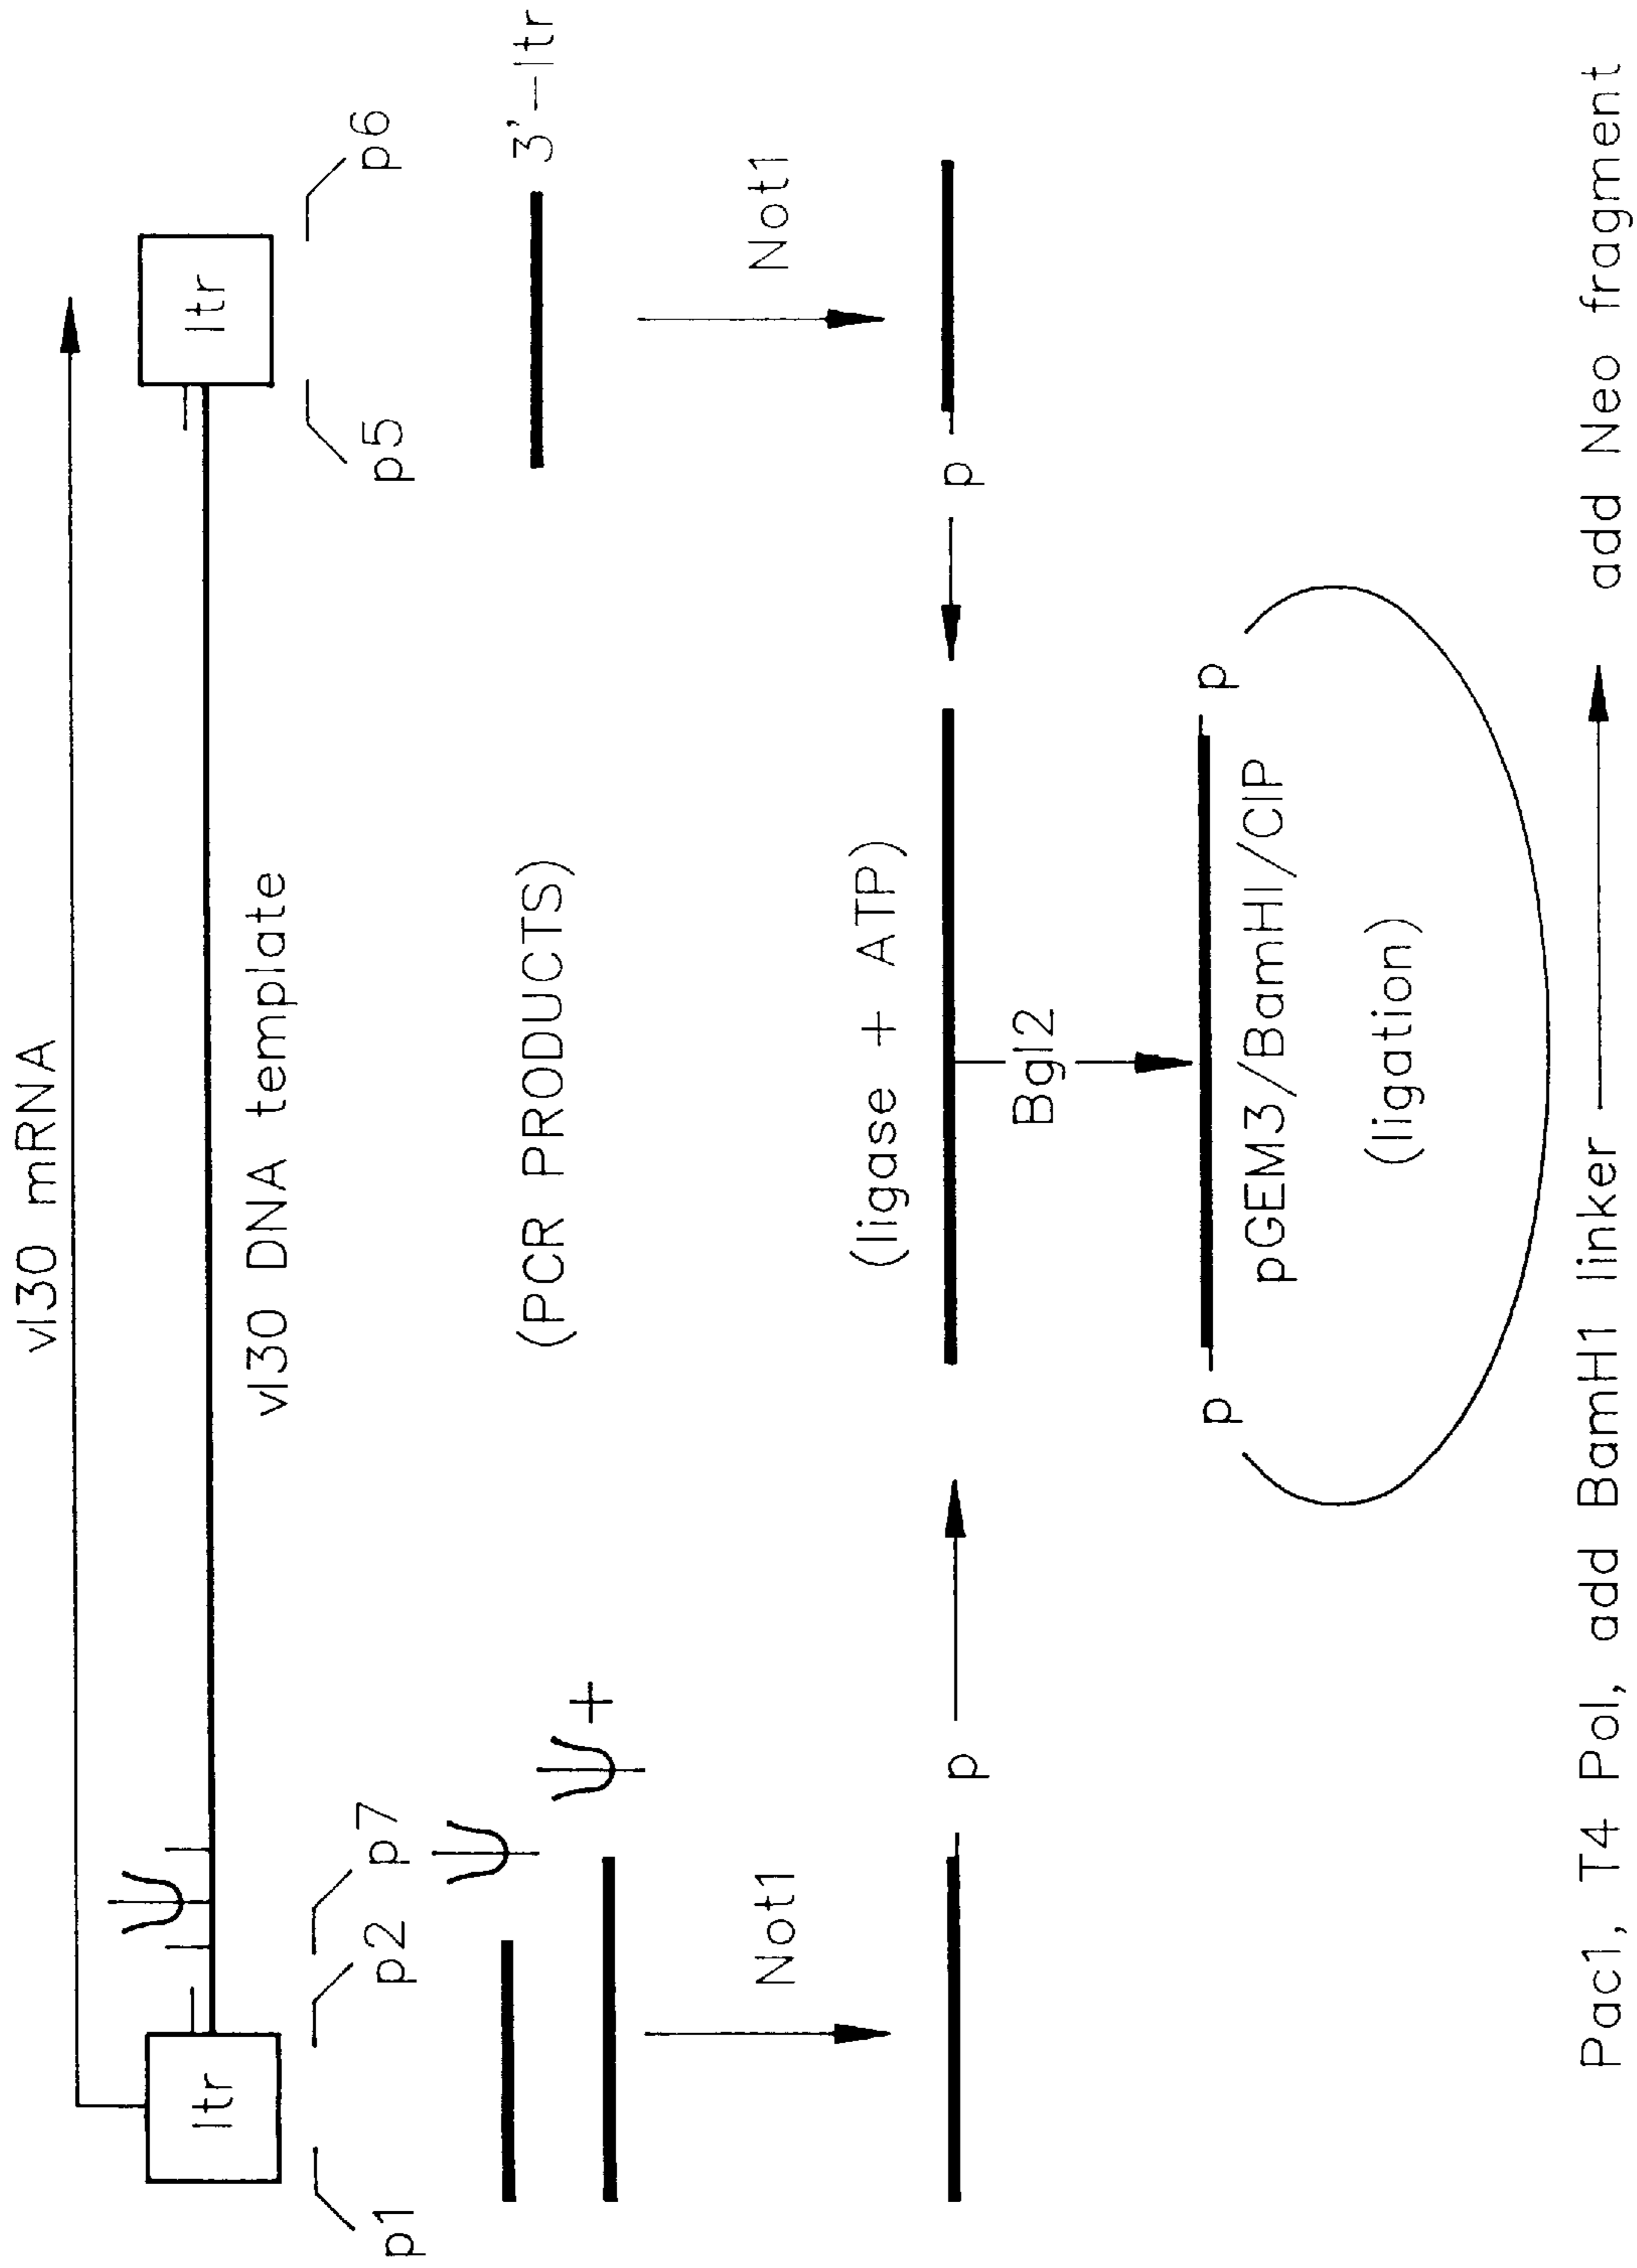 vl30 mRNA
ltr
Ψ
ltr
vl30 DNA template
p1
p2
p7
p5
p6
Ψ
Ψ+
(PCR PRODUCTS)
3'-ltr
Not1
Not1
(ligase + ATP)
p
p
Bgl2
p
p
pGEM3/BamHI/CIP
(ligation)
Pac1, T4 Pol, add BamH1 linker
add Neo fragment